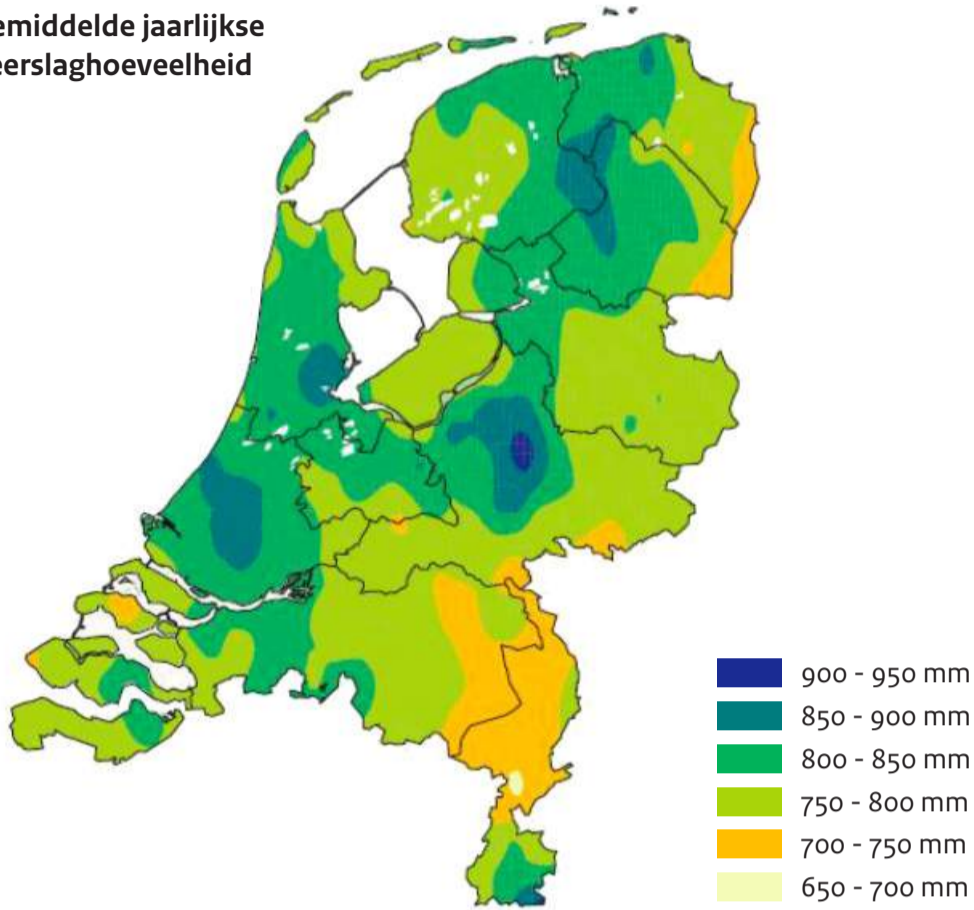 emiddelde jaarlijkse
eerslaghoeveelheid
900 - 950 mm
850 - 900 mm
800 - 850 mm
750 - 800 mm
700 - 750 mm
650 - 700 mm